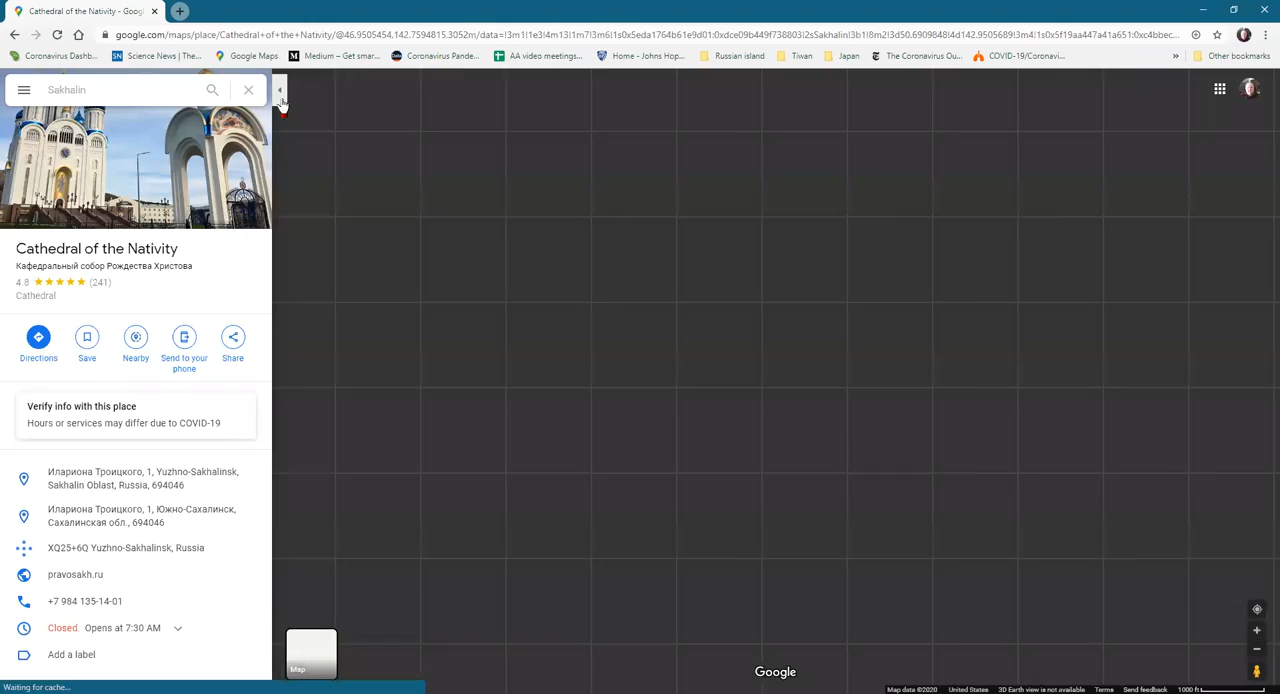 Cathedral of the Nativity - Goog
google.com/maps/place/Cathedral+of+the+Nativity/@46.9505454,142.7594815,3052m/data=!3m1!1e3!4m13!1m7!3m6!1s0x5eda1764b61e9d01:0xdce09b449f738803!2sSakhalin!3b1!8m2!3d50.6909848!4d142.9505689!3m4!1s0x5f19aa447a41a651:0xc4bbec...
Coronavirus Dashb... Science News | The... Google Maps Medium – Get smar... Coronavirus Pande... AA video meetings... Home - Johns Hop... Russian island Tiwan Japan The Coronavirus Ou... COVID-19/Coronavi... » Other bookmarks
Sakhalin
Cathedral of the Nativity
Кафедральный собор Рождества Христова
4.8 ★★★★★ (241)
Cathedral
Directions Save Nearby Send to your phone Share
Verify info with this place
Hours or services may differ due to COVID-19
Илариона Троицкого, 1, Yuzhno-Sakhalinsk,
Sakhalin Oblast, Russia, 694046
Илариона Троицкого, 1, Южно-Сахалинск,
Сахалинская обл., 694046
XQ25+6Q Yuzhno-Sakhalinsk, Russia
pravosakh.ru
+7 984 135-14-01
Closed. Opens at 7:30 AM
Add a label
Map
Google
Waiting for cache...
Map data ©2020 United States 3D Earth view is not available Terms Send feedback 1000 ft